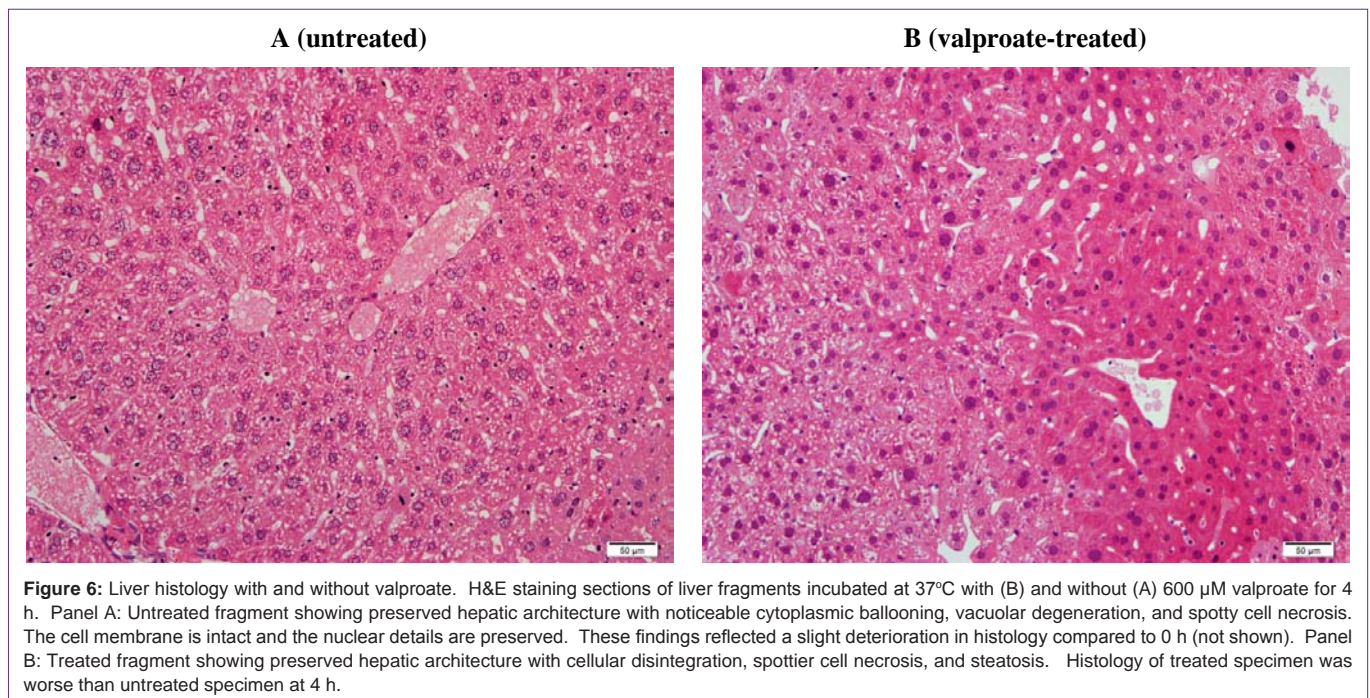 A (untreated)
B (valproate-treated)
50 µm
50 µm
Figure 6: Liver histology with and without valproate. H&E staining sections of liver fragments incubated at 37°C with (B) and without (A) 600 µM valproate for 4
h. Panel A: Untreated fragment showing preserved hepatic architecture with noticeable cytoplasmic ballooning, vacuolar degeneration, and spotty cell necrosis.
The cell membrane is intact and the nuclear details are preserved. These findings reflected a slight deterioration in histology compared to 0 h (not shown). Panel
B: Treated fragment showing preserved hepatic architecture with cellular disintegration, spottier cell necrosis, and steatosis. Histology of treated specimen was
worse than untreated specimen at 4 h.